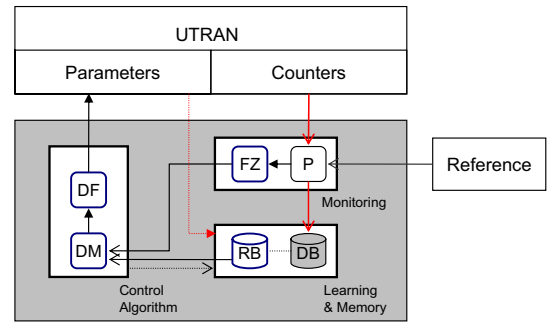 UTRAN
Parameters
Counters
FZ
P
Reference
Monitoring
DF
DM
RB
DB
Control
Algorithm
Learning
& Memory